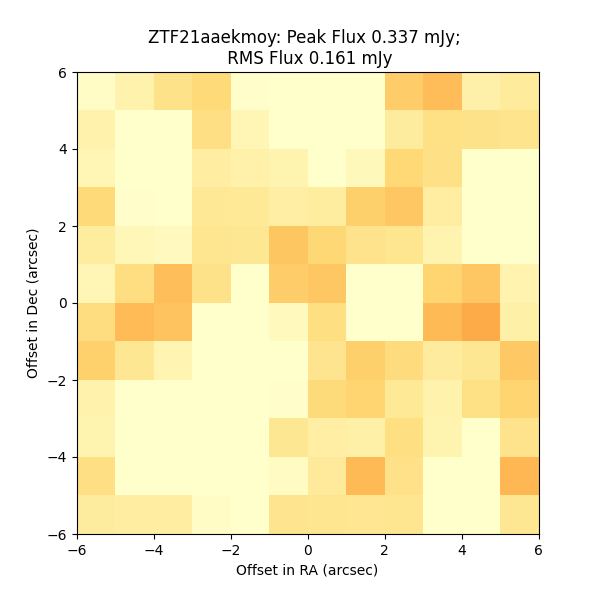 ZTF21aaekmoy: Peak Flux 0.337 mJy;
RMS Flux 0.161 mJy
6
4
2
0
−2
−4
−6
Offset in Dec (arcsec)
−6 −4 −2 0 2 4 6
Offset in RA (arcsec)